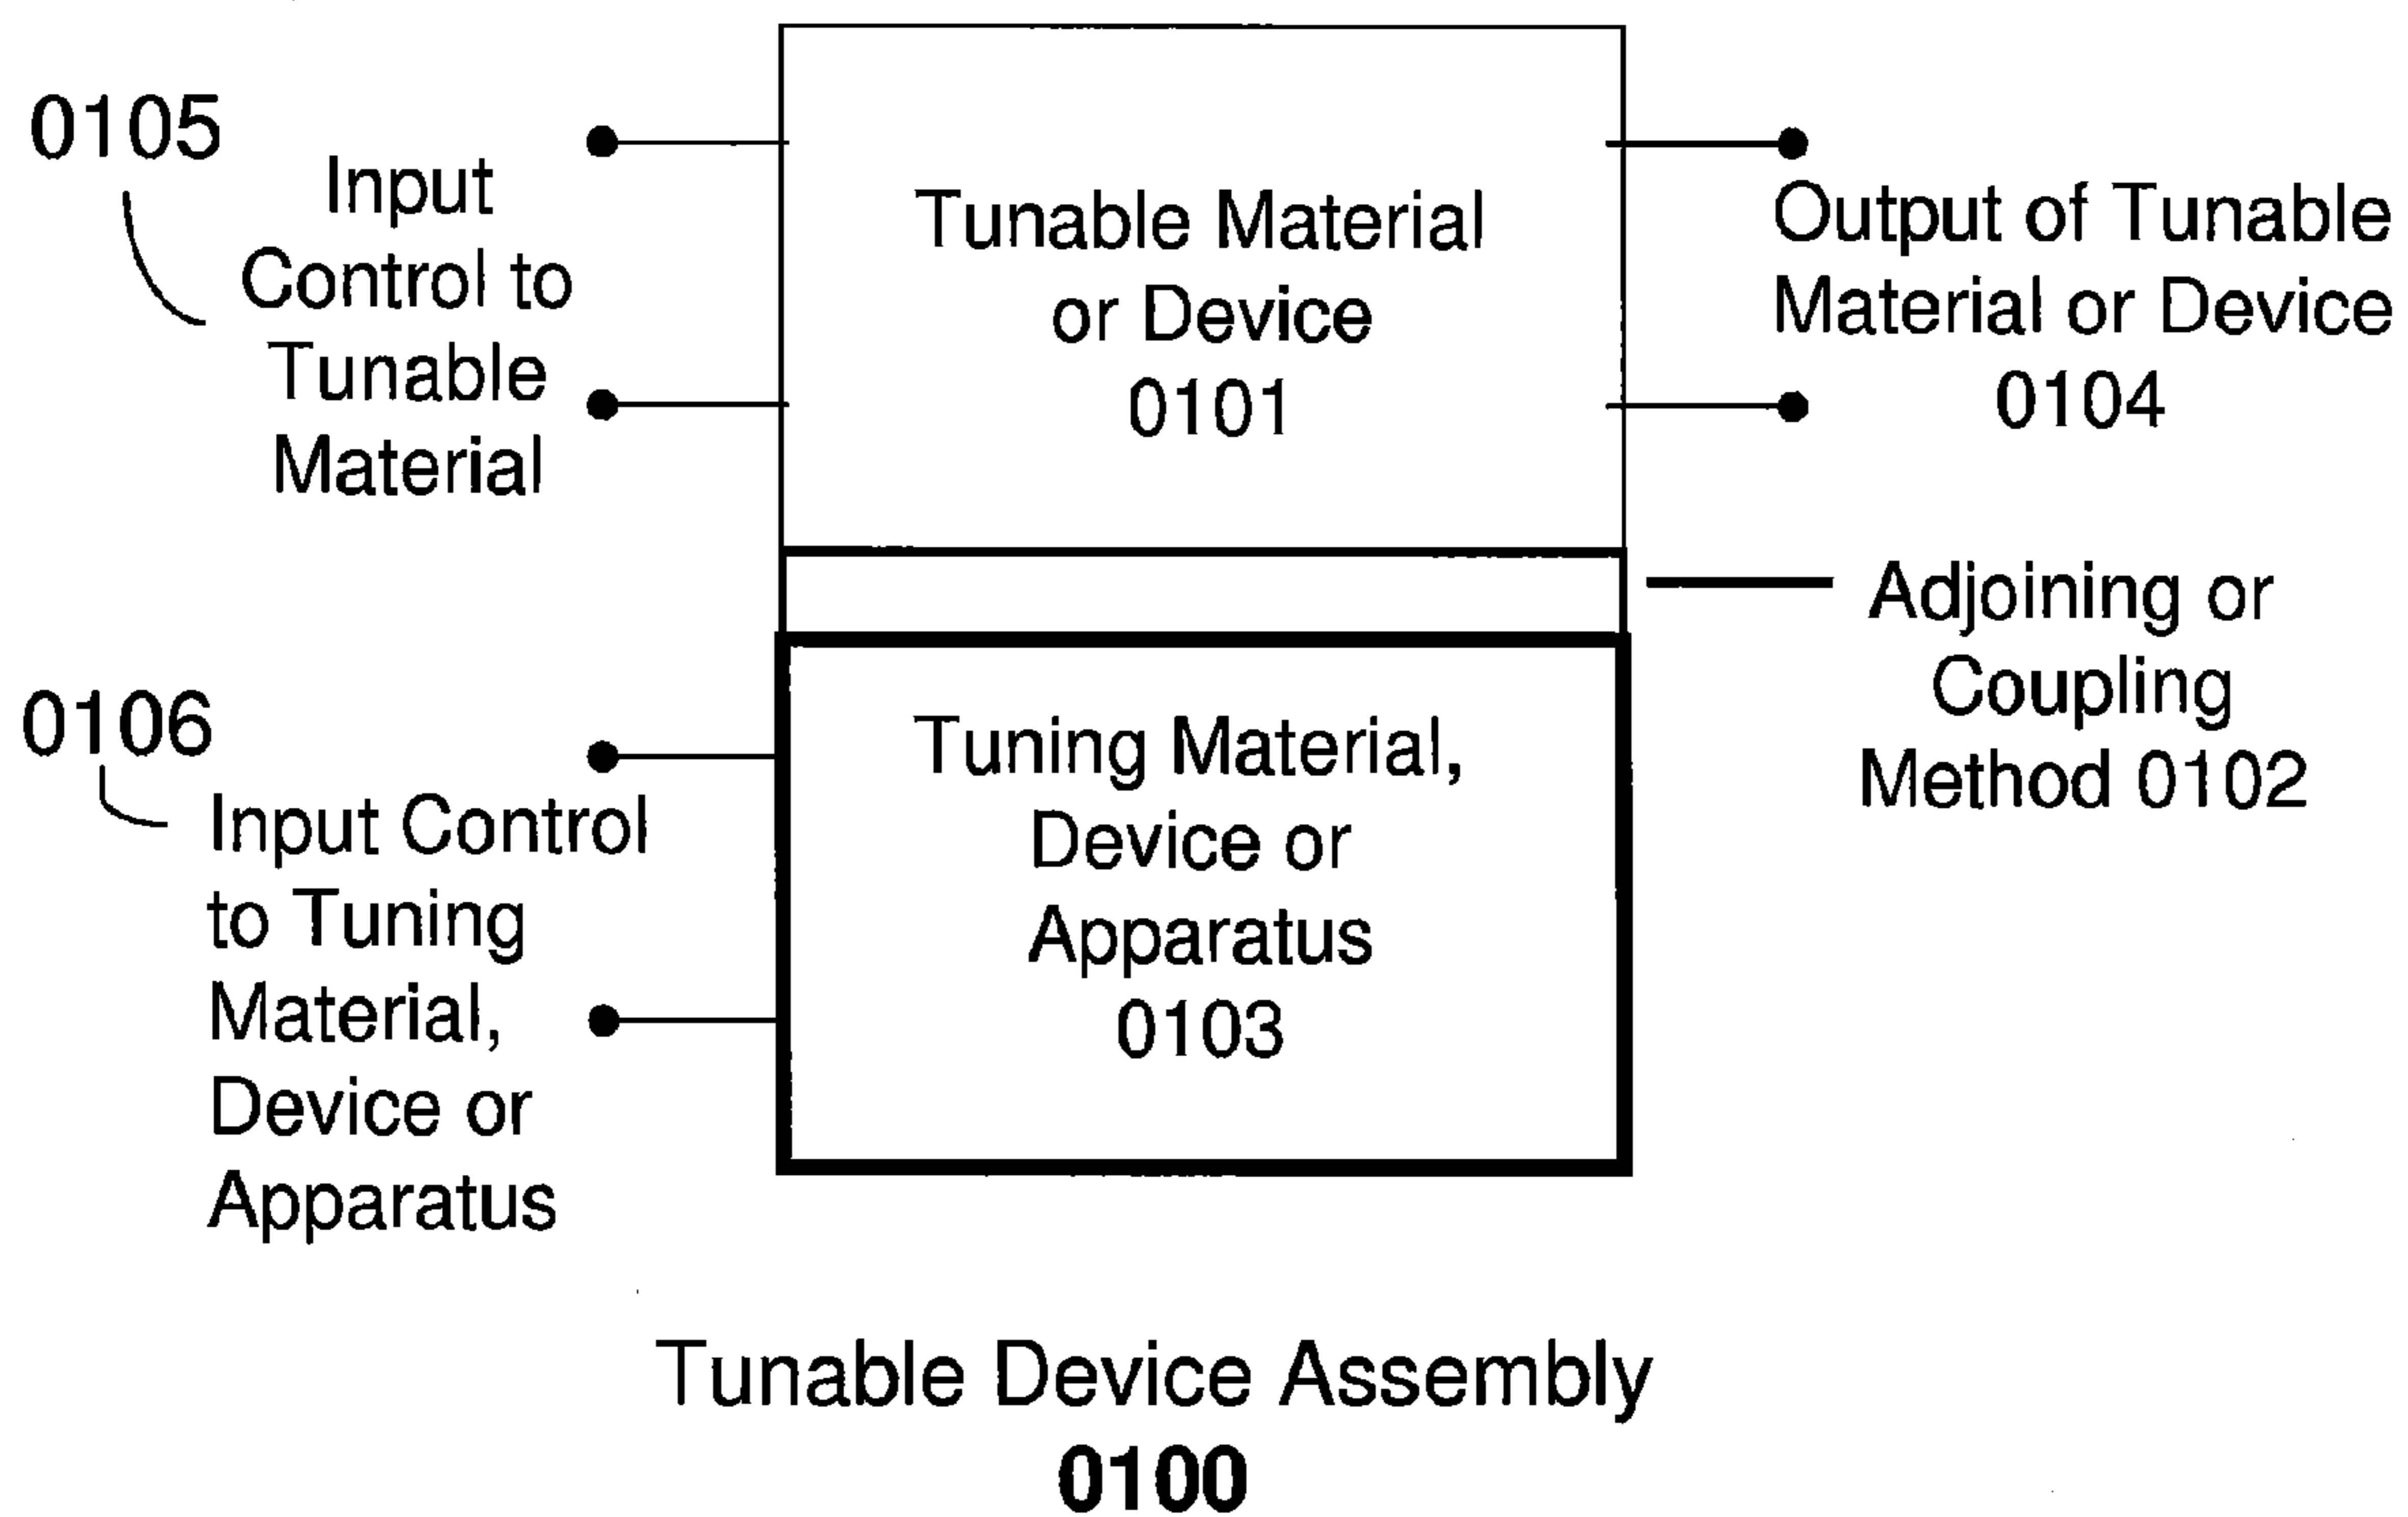 0105
Input
Control to
Tunable
Material
Tunable Material
or Device
0101
Output of Tunable
Material or Device
0104
Adjoining or
Coupling
Method 0102
0106
Input Control
to Tuning
Material,
Device or
Apparatus
Tuning Material,
Device or
Apparatus
0103
Tunable Device Assembly
0100